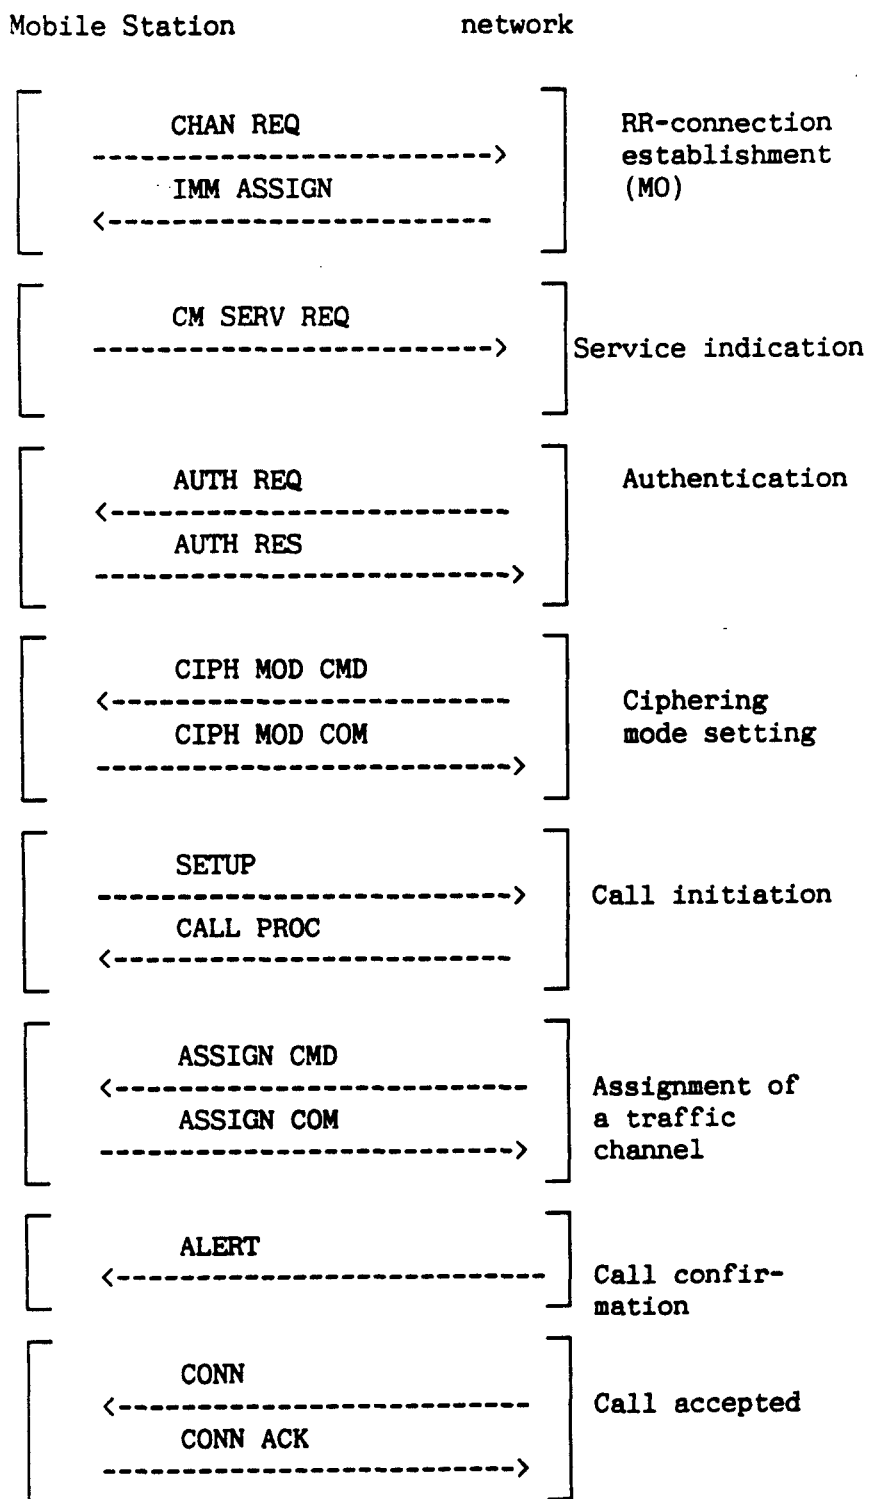 Mobile Station network
CHAN REQ
RR-connection
establishment
IMM ASSIGN
(MO)
CM SERV REQ
Service indication
AUTH REQ
Authentication
AUTH RES
CIPH MOD CMD
Ciphering
CIPH MOD COM
mode setting
SETUP
Call initiation
CALL PROC
ASSIGN CMD
Assignment of
ASSIGN COM
a traffic
channel
ALERT
Call confir-
mation
CONN
Call accepted
CONN ACK